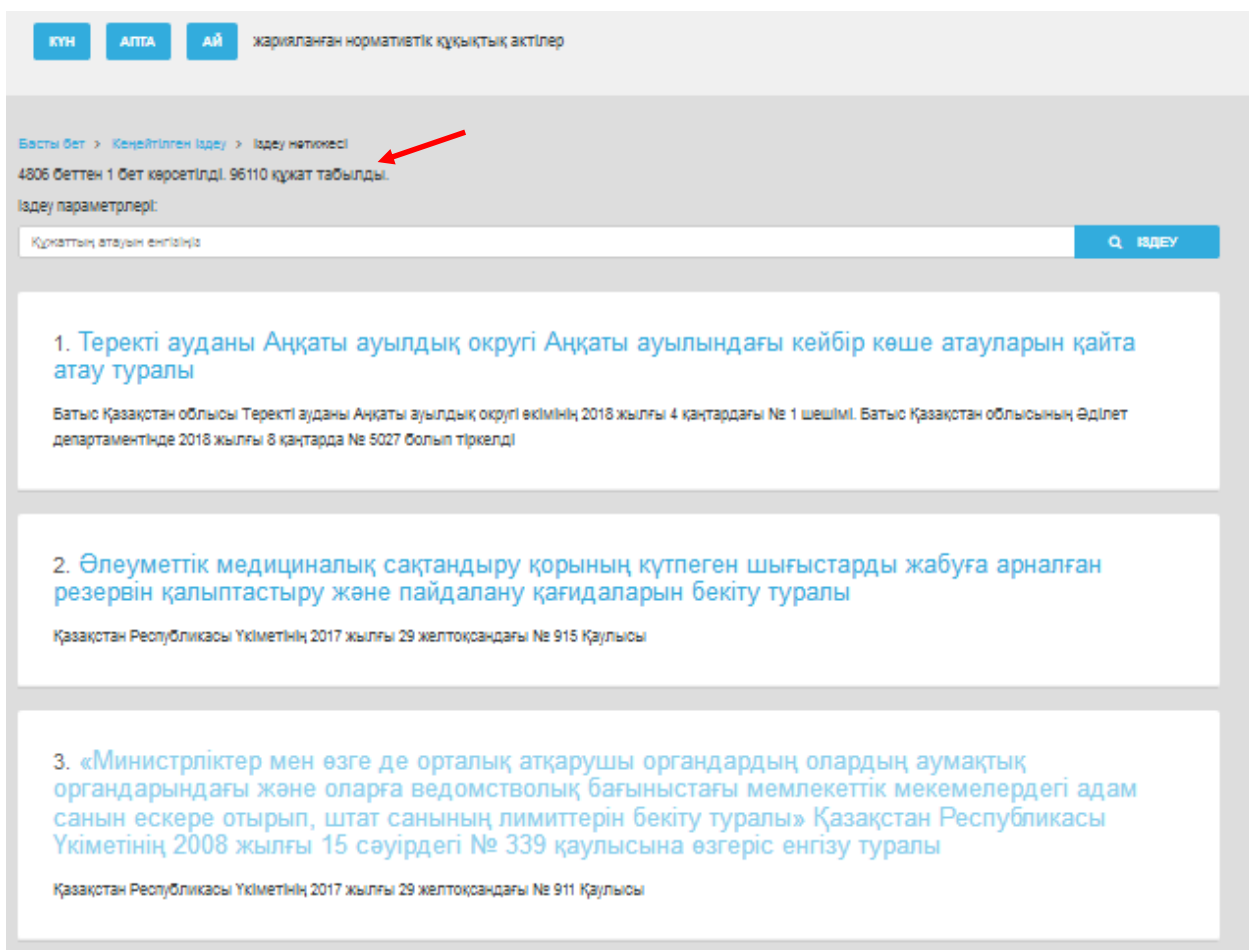 КҮН АПТА АЙ жарияланған нормативтік құқықтық актілер
Басты бет > Кеңейтілген іздеу > Іздеу нәтижесі
4806 беттен 1 бет көрсетілді. 96110 құжат табылды.
Іздеу параметрлері:
Құжаттың атауын енгізіңіз ІЗДЕУ
1. Теректі ауданы Аңқаты ауылдық округі Аңқаты ауылындағы кейбір көше атауларын қайта
атау туралы
Батыс Қазақстан облысы Теректі ауданы Аңқаты ауылдық округі әкімінің 2018 жылғы 4 қаңтардағы № 1 шешімі. Батыс Қазақстан облысының Әділет
департаментінде 2018 жылғы 8 қаңтарда № 5027 болып тіркелді
2. Әлеуметтік медициналық сақтандыру қорының күтпеген шығыстарды жабуға арналған
резервін қалыптастыру және пайдалану қағидаларын бекіту туралы
Қазақстан Республикасы Үкіметінің 2017 жылғы 29 желтоқсандағы № 915 Қаулысы
3. «Министрліктер мен өзге де орталық атқарушы органдардың олардың аумақтық
органдарындағы және оларға ведомстволық бағыныстағы мемлекеттік мекемелердегі адам
санын ескере отырып, штат санының лимиттерін бекіту туралы» Қазақстан Республикасы
Үкіметінің 2008 жылғы 15 сәуірдегі № 339 қаулысына өзгеріс енгізу туралы
Қазақстан Республикасы Үкіметінің 2017 жылғы 29 желтоқсандағы № 911 Қаулысы